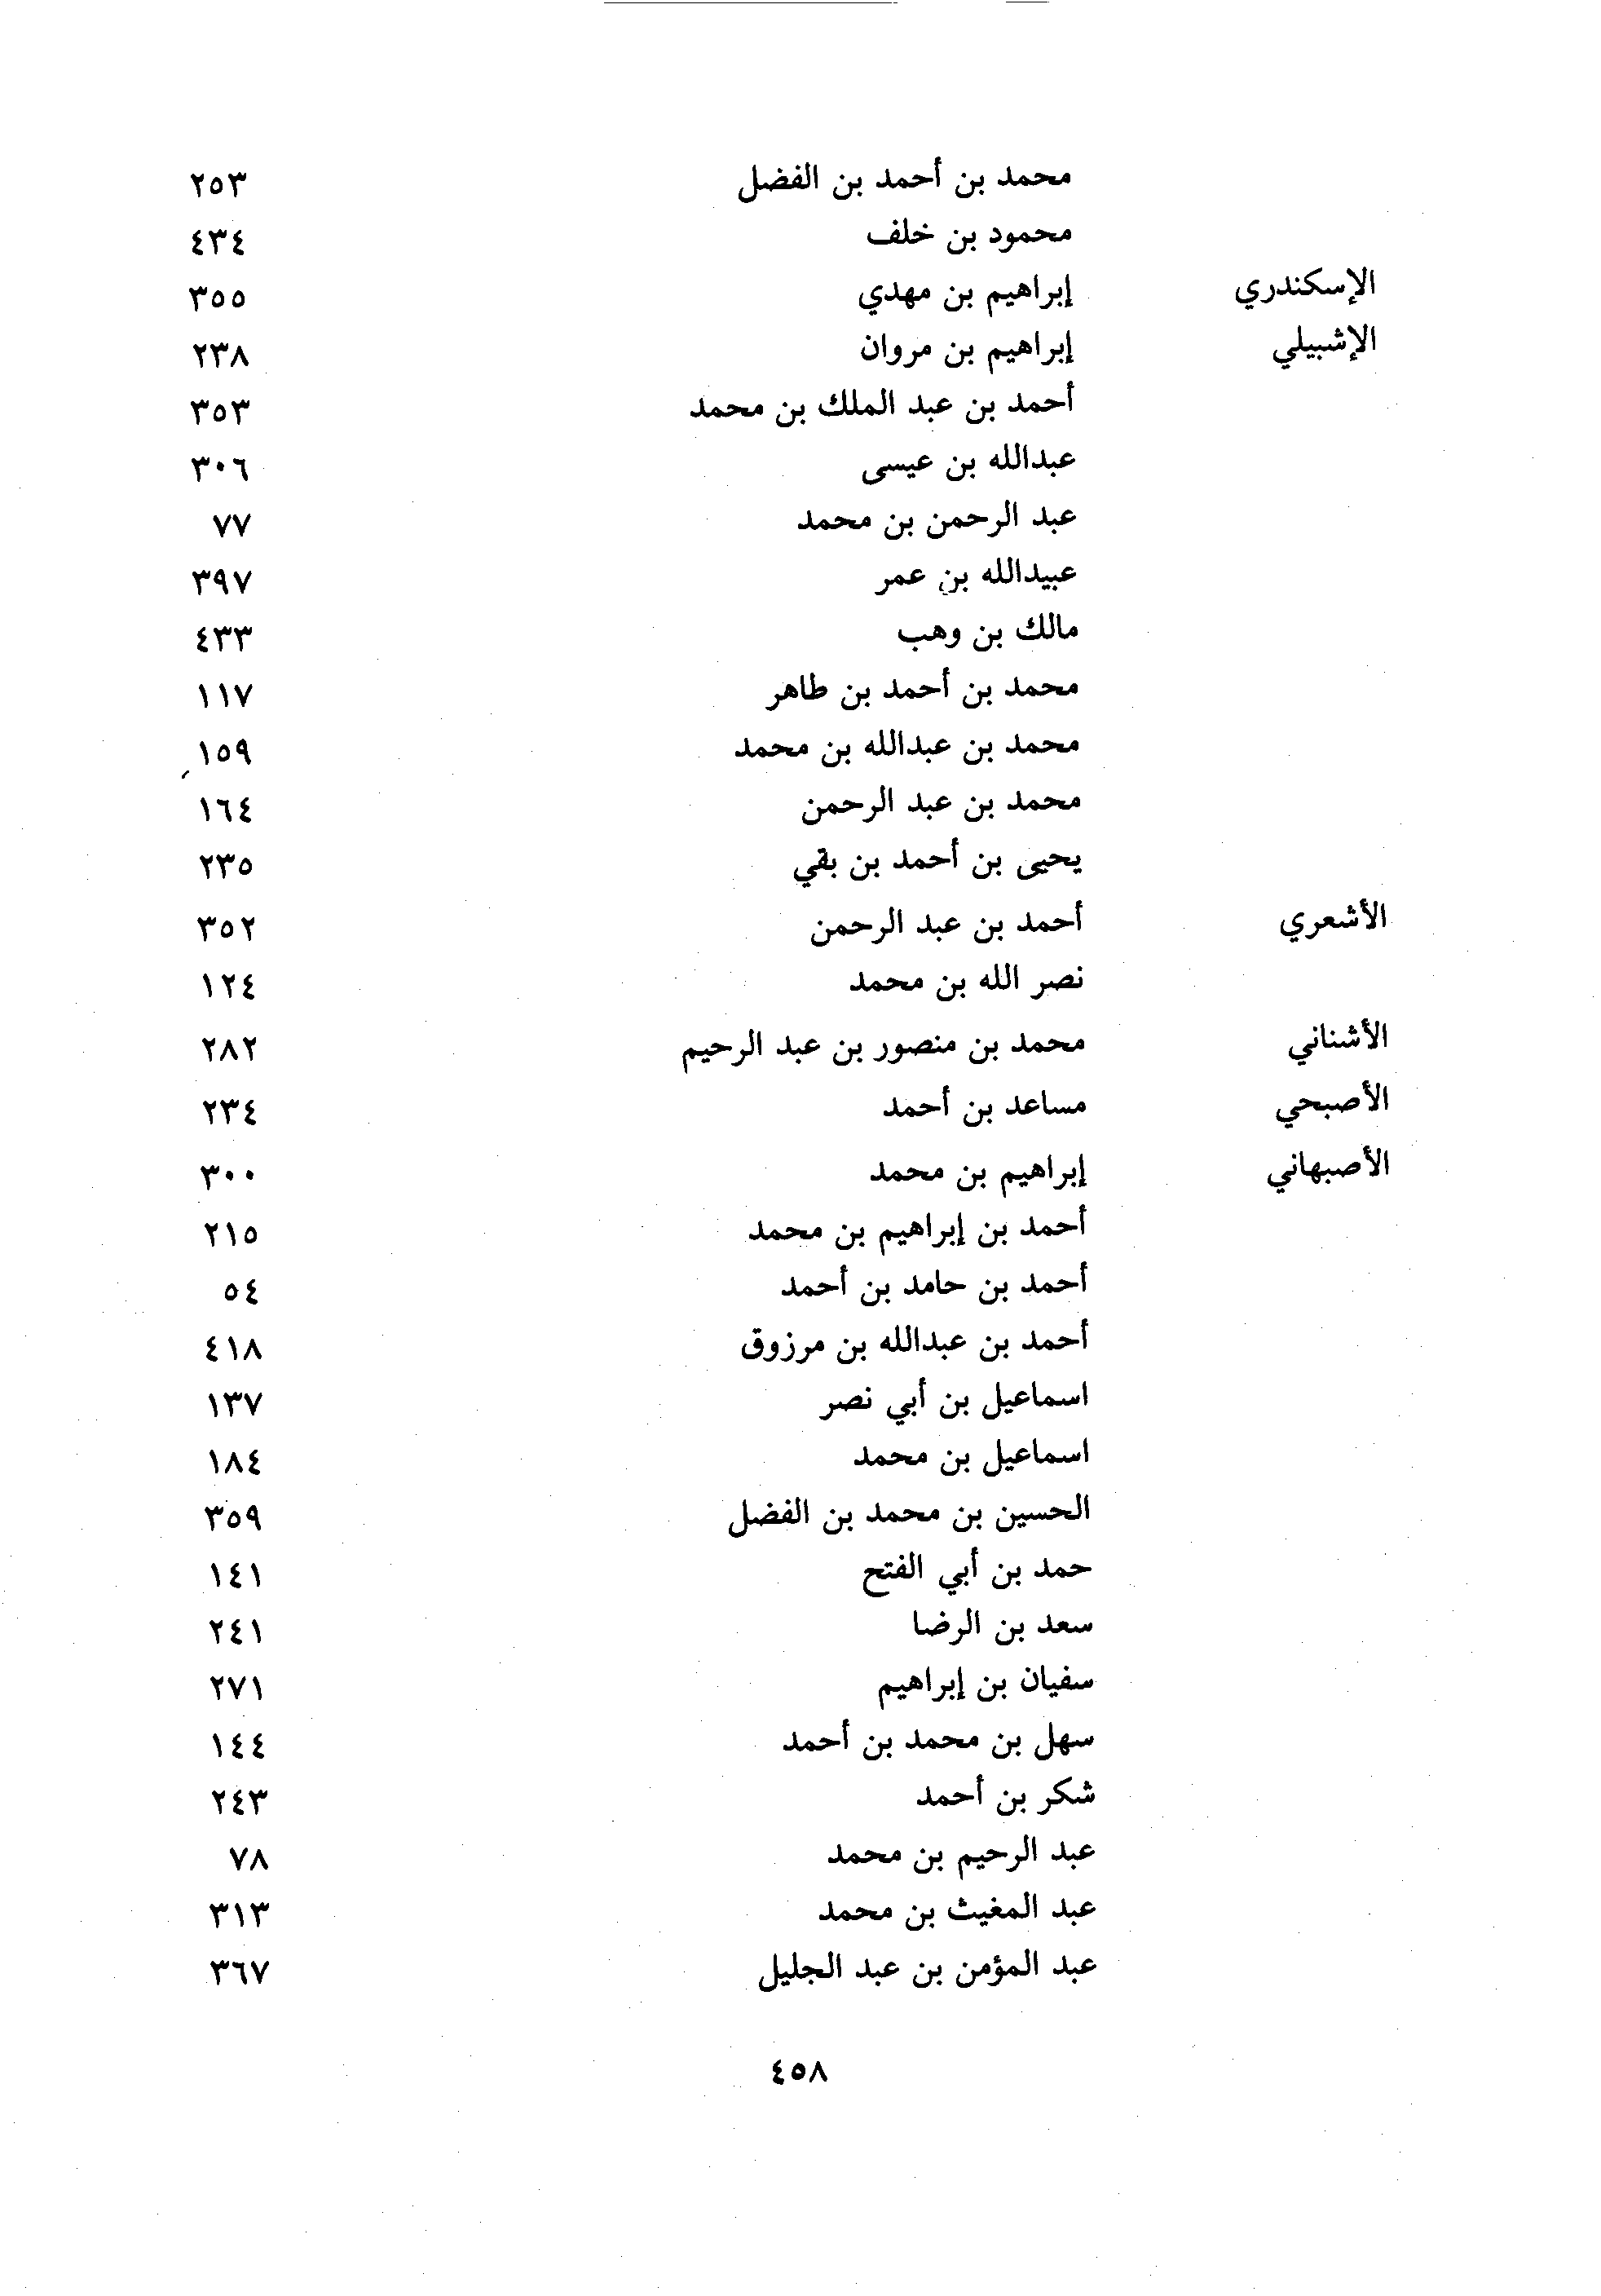 محمد بن أحمد بن الفضل ٢٥٣
محمود بن خلف ٤٣٤
الإسكندري إبراهيم بن مهدي ٣٥٥
الإشبيلي إبراهيم بن مروان ٢٣٨
أحمد بن عبد الملك بن محمد ٣٥٣
عبدالله بن عيسى ٣٠٦
عبد الرحمن بن محمد ٧٧
عبيدالله بن عمر ٣٩٧
مالك بن وهب ٤٣٣
محمد بن أحمد بن طاهر ١١٧
محمد بن عبدالله بن محمد ١٥٩
محمد بن عبد الرحمن ١٦٤
يحيى بن أحمد بن بقي ٢٣٥
الأشعري أحمد بن عبد الرحمن ٣٥٢
نصر الله بن محمد ١٢٤
الأشناني محمد بن منصور بن عبد الرحيم ٢٨٢
الأصبحي مساعد بن أحمد ٢٣٤
الأصبهاني إبراهيم بن محمد ٣٠٠
أحمد بن إبراهيم بن محمد ٢١٥
أحمد بن حامد بن أحمد ٥٤
أحمد بن عبدالله بن مرزوق ٤١٨
اسماعيل بن أبي نصر ١٣٧
اسماعيل بن محمد ١٨٤
الحسين بن محمد بن الفضل ٣٥٩
حمد بن أبي الفتح ١٤١
سعد بن الرضا ٢٤١
سفيان بن إبراهيم ٢٧١
سهل بن محمد بن أحمد ١٤٤
شكر بن أحمد ٢٤٣
عبد الرحيم بن محمد ٧٨
عبد المغيث بن محمد ٣١٣
عبد المؤمن بن عبد الجليل ٣٦٧
٤٥٨